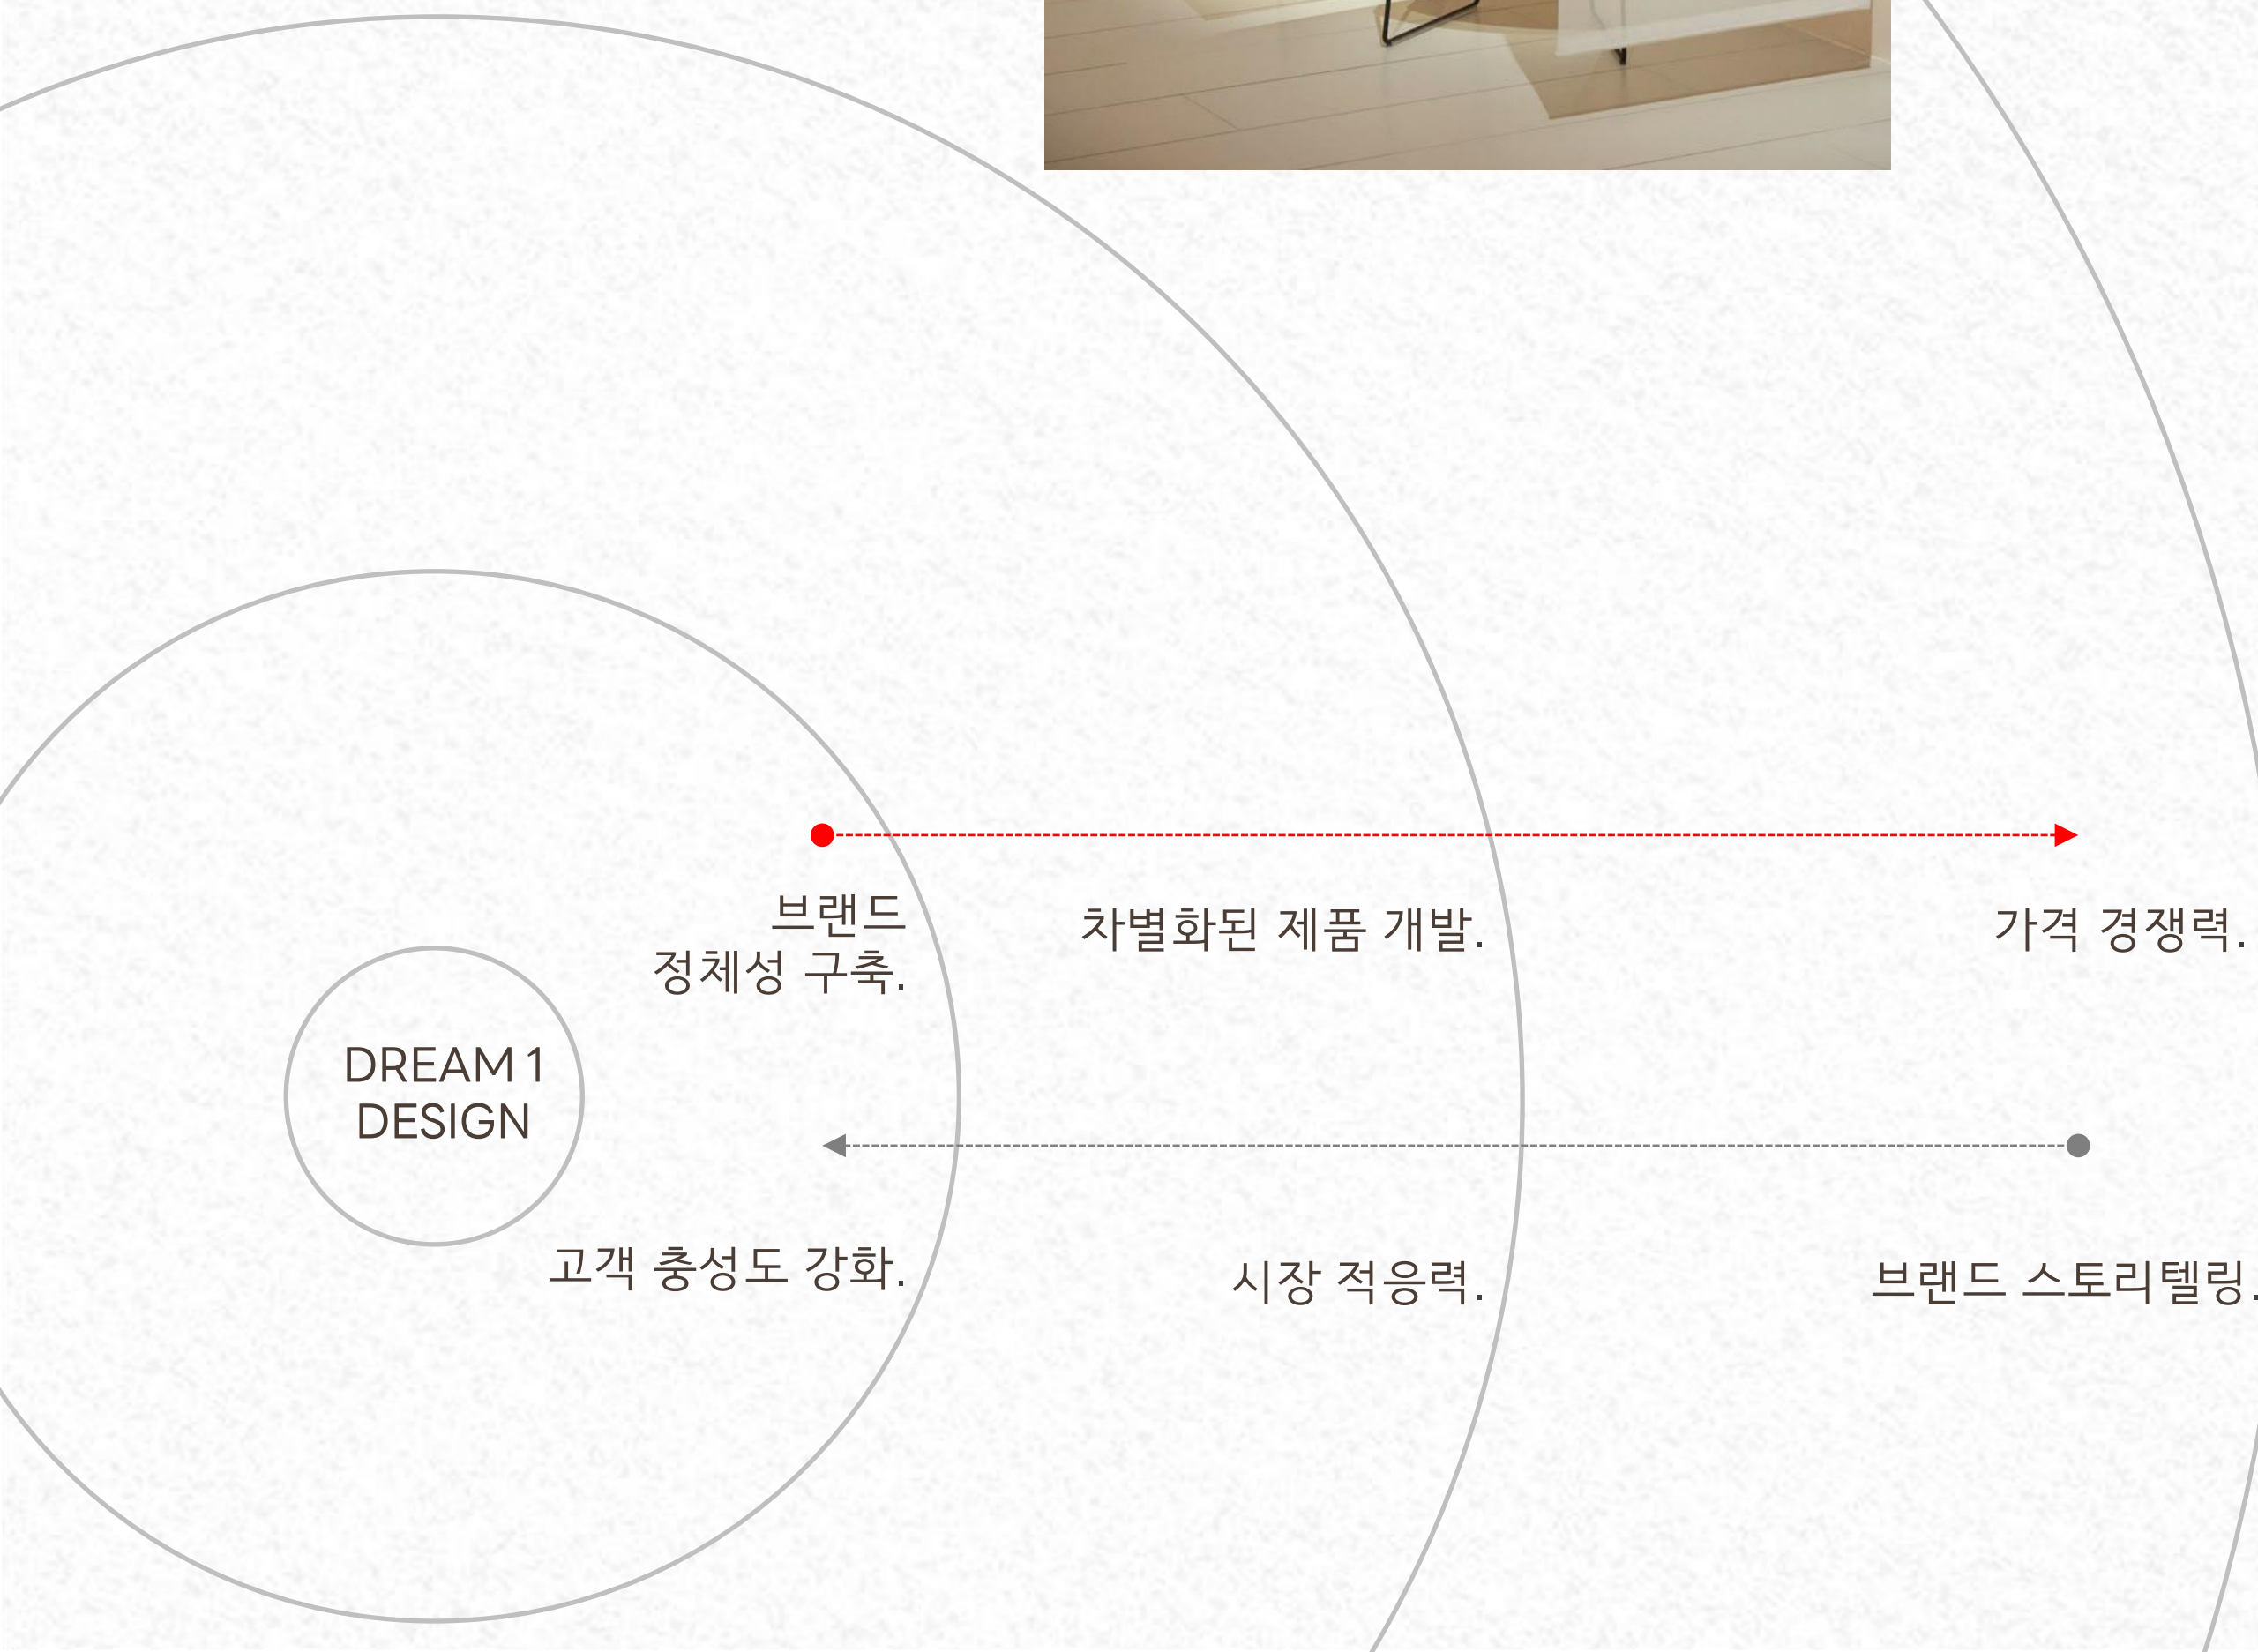 브랜드
정체성 구축.
차별화된 제품 개발.
가격 경쟁력.
DREAM 1
DESIGN
고객 충성도 강화.
시장 적응력.
브랜드 스토리텔링.